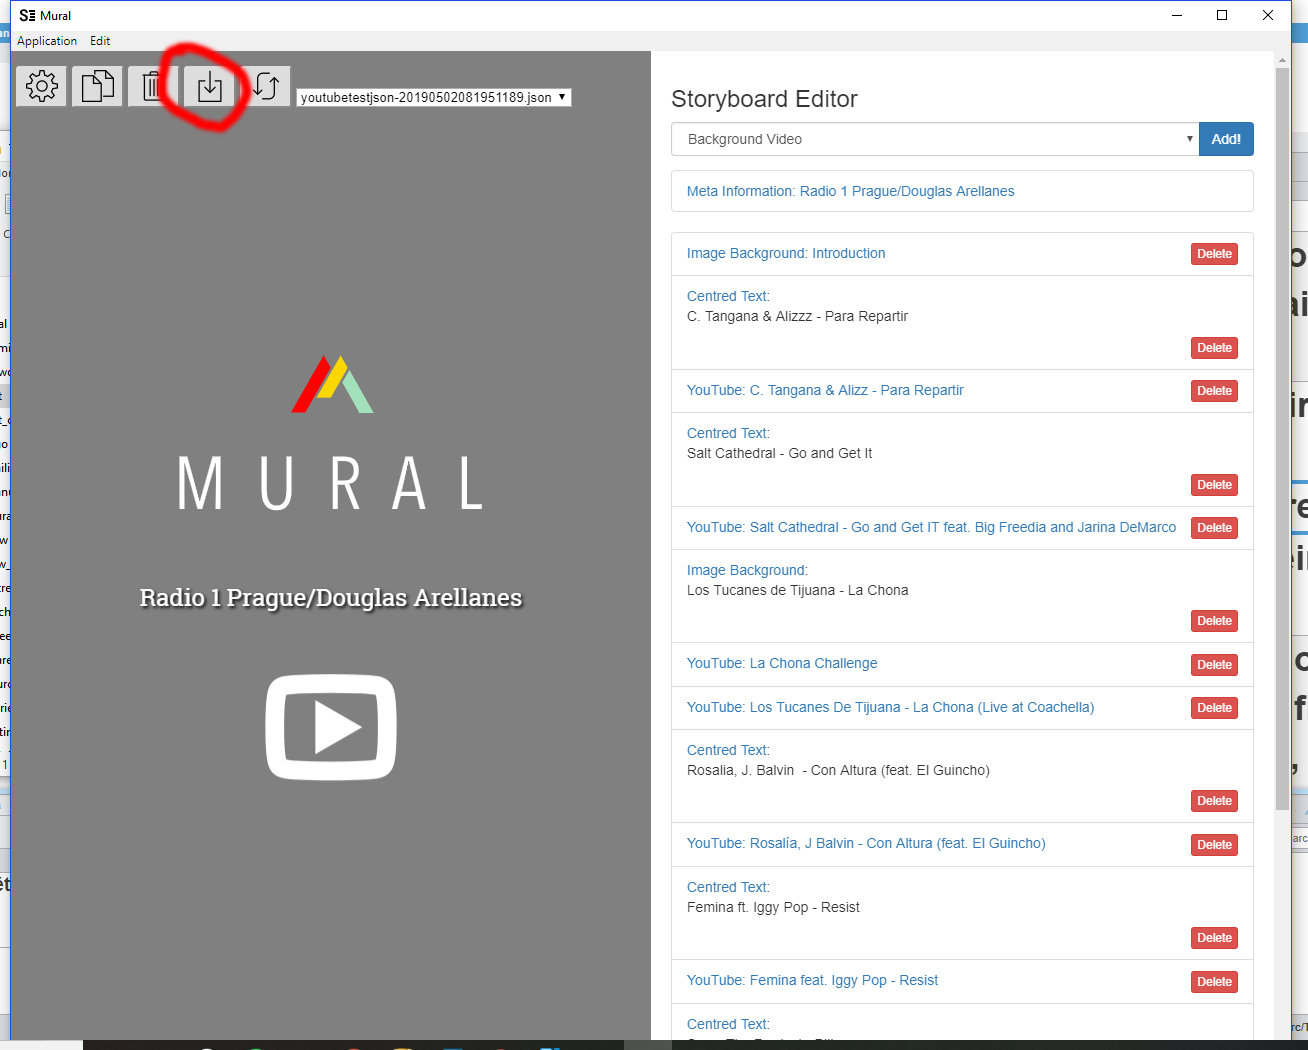 SE Mural
Application Edit
youtubetestjson-20190502081951189.json
MURAL
Radio 1 Prague/Douglas Arellanes
Storyboard Editor
Background Video Add!
Meta Information: Radio 1 Prague/Douglas Arellanes
Image Background: Introduction Delete
Centred Text:
C. Tangana & Alizzz - Para Repartir
Delete
YouTube: C. Tangana & Alizz - Para Repartir Delete
Centred Text:
Salt Cathedral - Go and Get It
Delete
YouTube: Salt Cathedral - Go and Get IT feat. Big Freedia and Jarina DeMarco Delete
Image Background:
Los Tucanes de Tijuana - La Chona
Delete
YouTube: La Chona Challenge Delete
YouTube: Los Tucanes De Tijuana - La Chona (Live at Coachella) Delete
Centred Text:
Rosalia, J. Balvin  - Con Altura (feat. El Guincho)
Delete
YouTube: Rosalía, J Balvin - Con Altura (feat. El Guincho) Delete
Centred Text:
Femina ft. Iggy Pop - Resist
Delete
YouTube: Femina feat. Iggy Pop - Resist Delete
Centred Text: